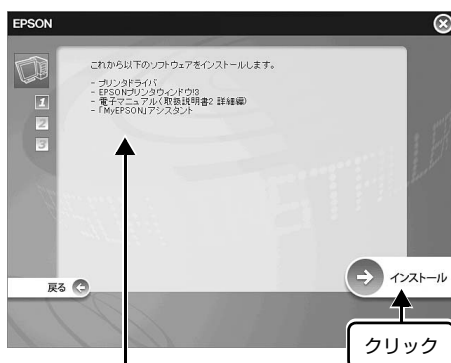 EPSON
これから以下のソフトウェアをインストールします。
- プリンタドライバ
- EPSONプリンタウィンドウ!3
- 電子マニュアル(取扱説明書2 詳細編)
- 「MyEPSON」アシスタント
1
2
3
戻る
インストール
クリック